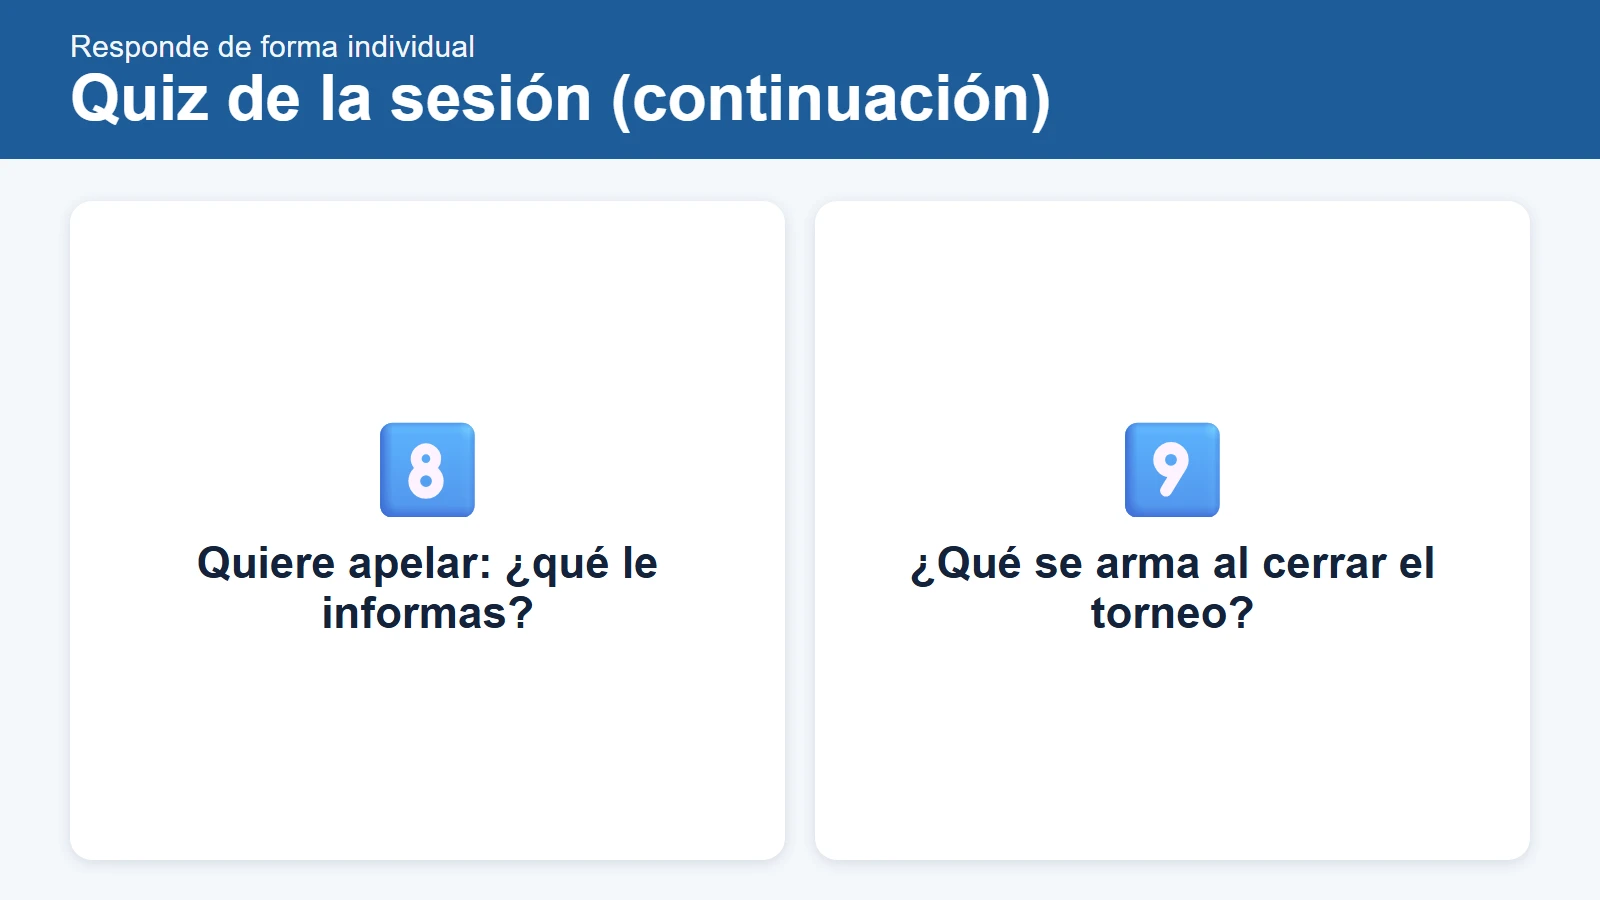 Responde de forma individual
Quiz de la sesión (continuación)
8
Quiere apelar: ¿qué le
informas?
9
¿Qué se arma al cerrar el
torneo?